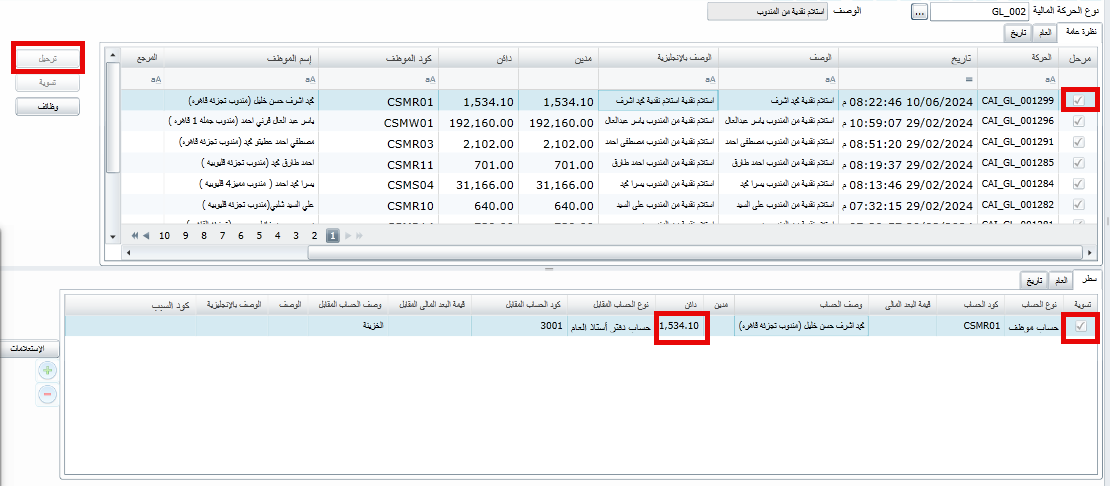 نوع الحركة المالية GL_002 ... الوصف استلام نقدية من المندوب
نظرة عامة العام تاريخ
مرحل الحركة تاريخ الوصف الوصف بالإنجليزية مدين دائن كود الموظف إسم الموظف المرجع
aA = aA aA aA aA aA
CAI_GL_001299 10/06/2024 08:22:46 م استلام نقدية محمد اشرف استلام نقدية استلام نقدية محمد اشرف 1,534.10 1,534.10 CSMR01 محمد اشرف حسن خليل (مندوب تجزئه قاهره)
CAI_GL_001296 29/02/2024 10:59:07 م استلام نقدية من المندوب ياسر عبدالعال استلام نقدية من المندوب ياسر عبدالعال 192,160.00 192,160.00 CSMW01 ياسر عبد العال قرني احمد (مندوب جمله 1 قاهره )
CAI_GL_001291 29/02/2024 08:51:20 م استلام نقدية من المندوب مصطفى احمد استلام نقدية من المندوب مصطفى احمد 2,102.00 2,102.00 CSMR03 مصطفي احمد عطيتو محمد (مندوب تجزئه قاهره)
CAI_GL_001285 29/02/2024 08:19:37 م استلام نقدية من المندوب احمد طارق استلام نقدية من المندوب احمد طارق 701.00 701.00 CSMR11 احمد طارق محمد (مندوب تجزئه قليوبيه )
CAI_GL_001284 29/02/2024 08:13:46 م استلام نقدية من المندوب يسرا محمد استلام نقدية من المندوب يسرا محمد 31,166.00 31,166.00 CSMS04 يسرا محمد احمد ( مندوب مميز4 قليوبيه )
CAI_GL_001282 29/02/2024 07:32:15 م استلام نقدية من المندوب على السيد استلام نقدية من المندوب على السيد 640.00 640.00 CSMR10 علي السيد شلبي(مندوب تجزئه قليوبيه )
1 2 3 4 5 6 7 8 9 10
ترحيل
تسوية
وظائف
سطر العام تاريخ
تسوية نوع الحساب كود الحساب قيمة البعد المالى وصف الحساب مدين دائن نوع الحساب المقابل كود الحساب المقابل قيمة البعد المالى المقابل وصف الحساب المقابل الوصف الوصف بالإنجليزية كود السبب
حساب موظف CSMR01 محمد اشرف حسن خليل (مندوب تجزئه قاهره) 1,534.10 حساب دفتر أستاذ العام 3001 الخزينة
الإستعلامات